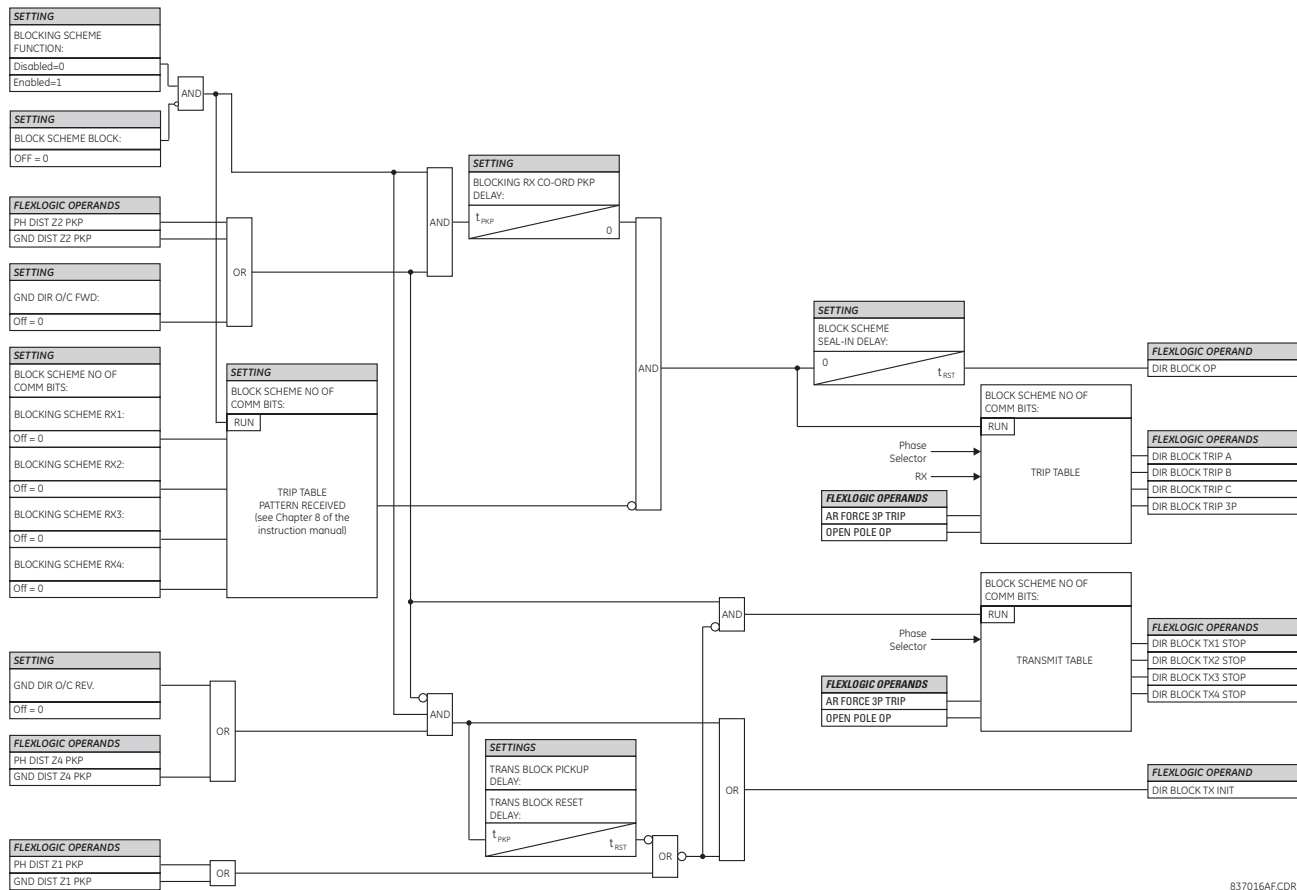 SETTING
BLOCKING SCHEME
FUNCTION:
Disabled=0
Enabled=1
AND
SETTING
BLOCK SCHEME BLOCK:
OFF = 0
FLEXLOGIC OPERANDS
PH DIST Z2 PKP
GND DIST Z2 PKP
OR
SETTING
GND DIR O/C FWD:
Off = 0
AND
SETTING
BLOCKING RX CO-ORD PKP
DELAY:
tPKP
0
SETTING
BLOCK SCHEME NO OF
COMM BITS:
BLOCKING SCHEME RX1:
Off = 0
BLOCKING SCHEME RX2:
Off = 0
BLOCKING SCHEME RX3:
Off = 0
BLOCKING SCHEME RX4:
Off = 0
SETTING
BLOCK SCHEME NO OF
COMM BITS:
RUN
TRIP TABLE
PATTERN RECEIVED
(see Chapter 8 of the
instruction manual)
AND
SETTING
BLOCK SCHEME
SEAL-IN DELAY:
0
tRST
FLEXLOGIC OPERAND
DIR BLOCK OP
BLOCK SCHEME NO OF
COMM BITS:
RUN
Phase
Selector
RX
TRIP TABLE
FLEXLOGIC OPERANDS
AR FORCE 3P TRIP
OPEN POLE OP
FLEXLOGIC OPERANDS
DIR BLOCK TRIP A
DIR BLOCK TRIP B
DIR BLOCK TRIP C
DIR BLOCK TRIP 3P
AND
BLOCK SCHEME NO OF
COMM BITS:
RUN
Phase
Selector
TRANSMIT TABLE
FLEXLOGIC OPERANDS
AR FORCE 3P TRIP
OPEN POLE OP
FLEXLOGIC OPERANDS
DIR BLOCK TX1 STOP
DIR BLOCK TX2 STOP
DIR BLOCK TX3 STOP
DIR BLOCK TX4 STOP
SETTING
GND DIR O/C REV.
Off = 0
OR
FLEXLOGIC OPERANDS
PH DIST Z4 PKP
GND DIST Z4 PKP
AND
SETTINGS
TRANS BLOCK PICKUP
DELAY:
TRANS BLOCK RESET
DELAY:
tPKP
tRST
OR
OR
FLEXLOGIC OPERAND
DIR BLOCK TX INIT
FLEXLOGIC OPERANDS
PH DIST Z1 PKP
GND DIST Z1 PKP
OR
837016AF.CDR